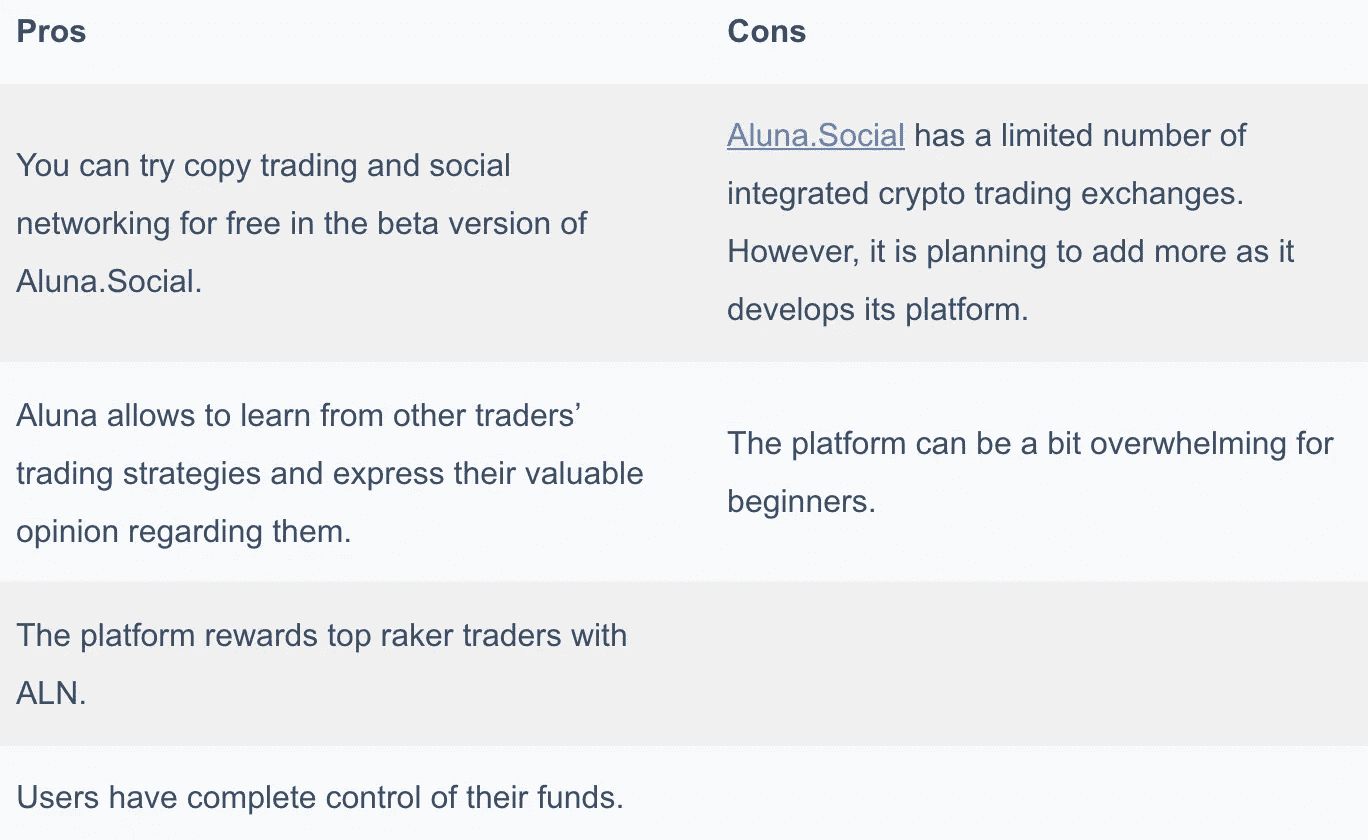 Pros
Cons
You can try copy trading and social
networking for free in the beta version of
Aluna.Social.
Aluna.Social has a limited number of
integrated crypto trading exchanges.
However, it is planning to add more as it
develops its platform.
Aluna allows to learn from other traders’
trading strategies and express their valuable
opinion regarding them.
The platform can be a bit overwhelming for
beginners.
The platform rewards top raker traders with
ALN.
Users have complete control of their funds.